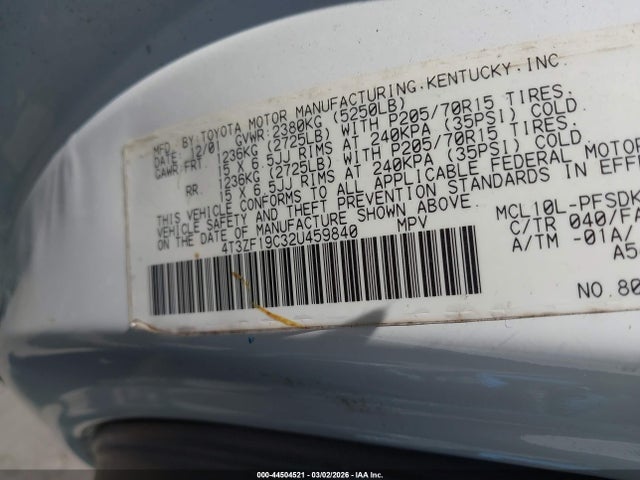 MFD. BY TOYOTA MOTOR MANUFACTURING, KENTUCKY, INC
DATE: 12/01 GVWR: 2380KG (5250LB)
GAWR: FRT. 1236KG (2725LB) WITH P205/70R15 TIRES.
15 X 6.5JJ RIMS AT 240KPA (35PSI) COLD.
RR. 1236KG (2725LB) WITH P205/70R15 TIRES.
15 X 6.5JJ RIMS AT 240KPA (35PSI) COLD.
THIS VEHICLE CONFORMS TO ALL APPLICABLE FEDERAL MOTOR
VEHICLE SAFETY AND THEFT PREVENTION STANDARDS IN EFFE
ON THE DATE OF MANUFACTURE SHOWN ABOVE.
4T3ZF19C32U459840 MPV
MCL10L-PFSDK
C/TR 040/FA
A/TM -01A/
A5
NO. 80
000-44504521 | 03/02/2026 | IAA Inc.